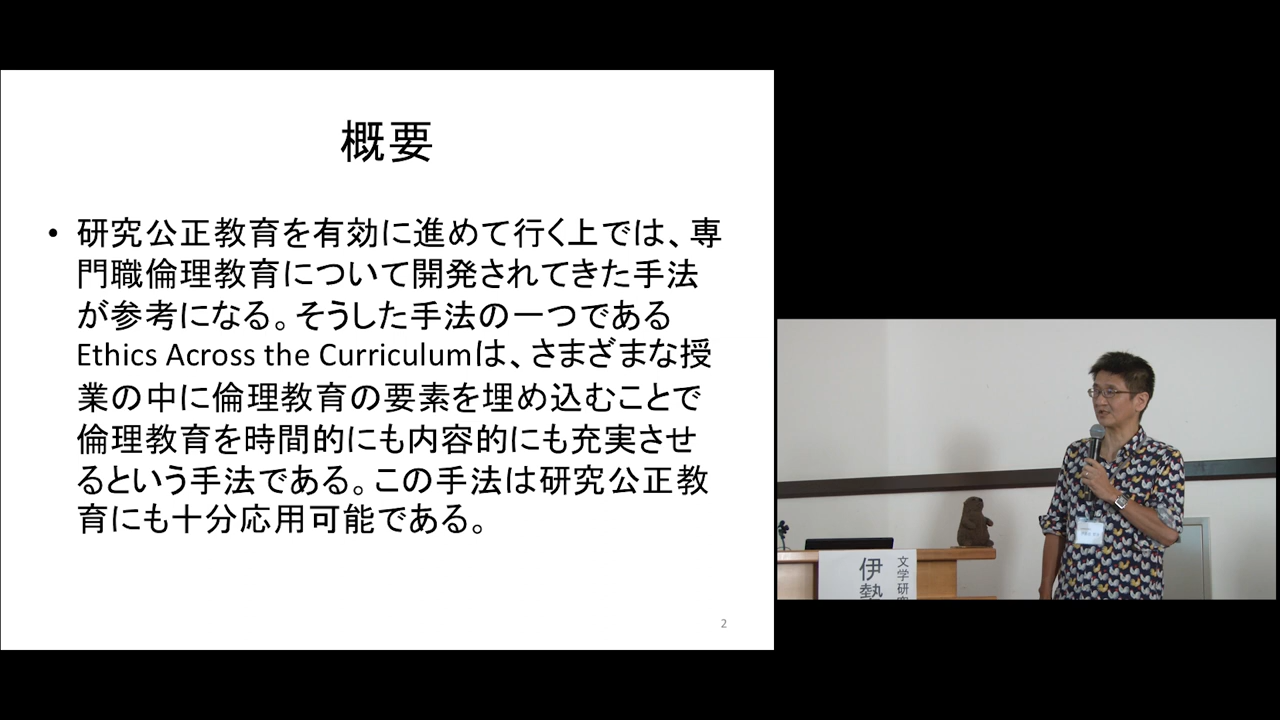 概要
• 研究公正教育を有効に進めて行く上では、専
門職倫理教育について開発されてきた手法
が参考になる。そうした手法の一つである
Ethics Across the Curriculumは、さまざまな授
業の中に倫理教育の要素を埋め込むことで
倫理教育を時間的にも内容的にも充実させ
るという手法である。この手法は研究公正教
育にも十分応用可能である。
2
文学研究
伊勢